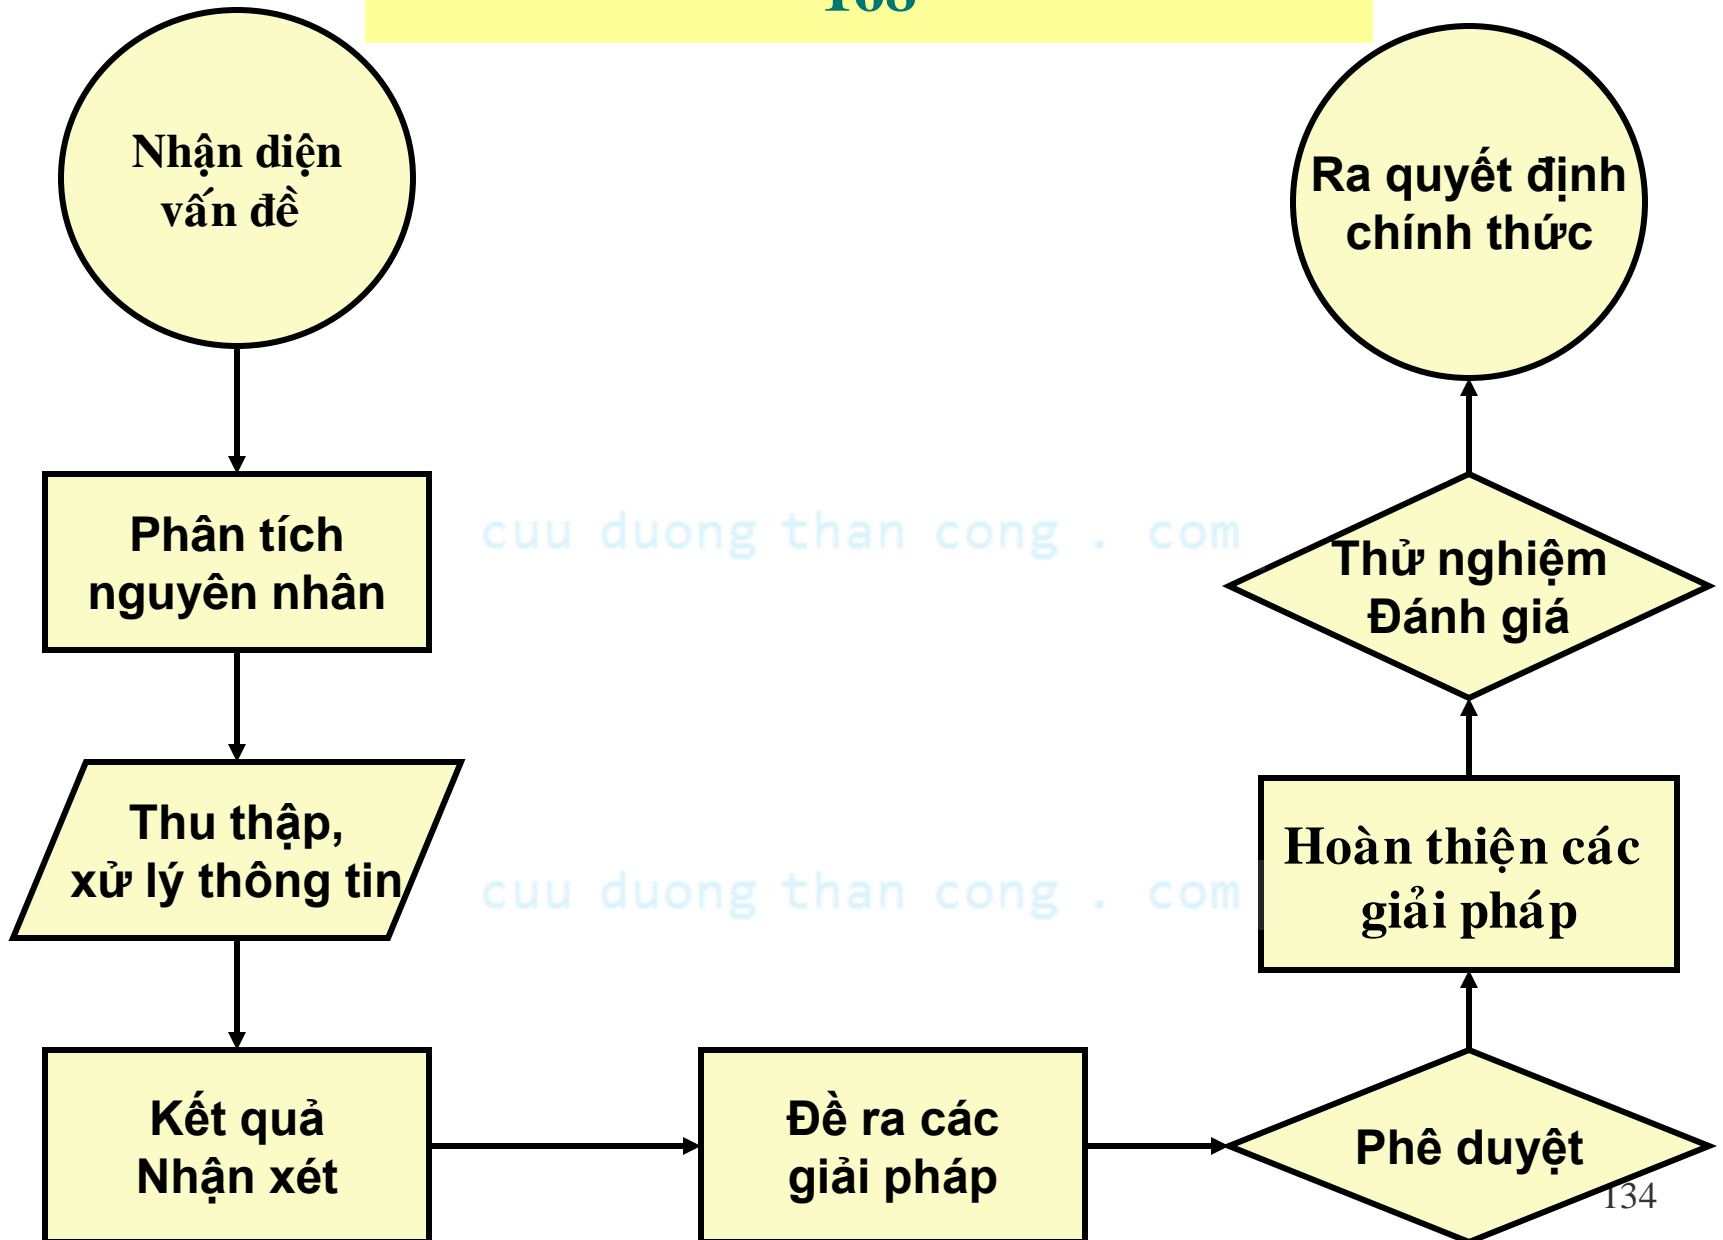 168
Nhận diện
vấn đề
Phân tích
nguyên nhân
Thu thập,
xử lý thông tin
Kết quả
Nhận xét
Đề ra các
giải pháp
Phê duyệt
Hoàn thiện các
giải pháp
Thử nghiệm
Đánh giá
Ra quyết định
chính thức
cuu duong than cong . com
cuu duong than cong . com
134